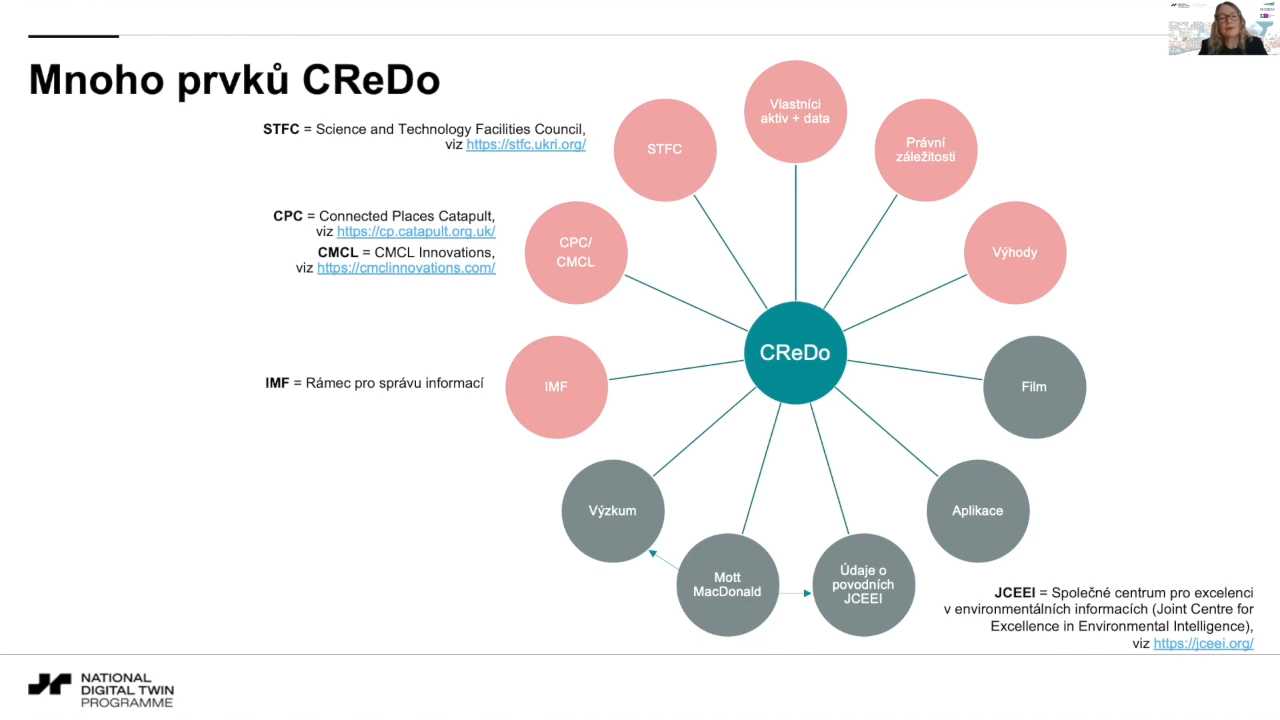 Mnoho prvků CReDo
STFC = Science and Technology Facilities Council,
viz https://stfc.ukri.org/
CPC = Connected Places Catapult,
viz https://cp.catapult.org.uk/
CMCL = CMCL Innovations,
viz https://cmclinnovations.com/
IMF = Rámec pro správu informací
Vlastníci
aktiv + data
STFC
Právní
záležitosti
CPC/
CMCL
Výhody
CReDo
IMF
Film
Výzkum
Aplikace
Mott
MacDonald
Údaje o
povodních
JCEEI
JCEEI = Společné centrum pro excelenci
v environmentálních informacích (Joint Centre for
Excellence in Environmental Intelligence),
viz https://jceei.org/
NATIONAL
DIGITAL TWIN
PROGRAMME